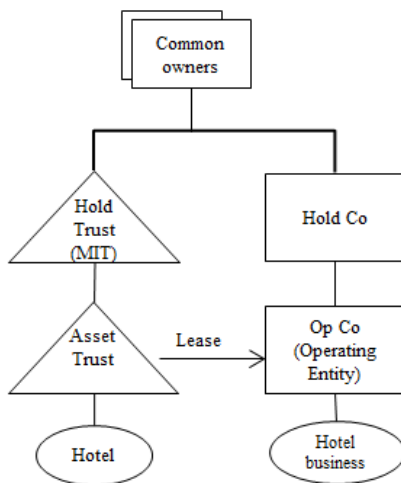 Common
owners
Hold
Trust
(MIT)
Hold Co
Asset
Trust
Lease
Op Co
(Operating
Entity)
Hotel
Hotel
business